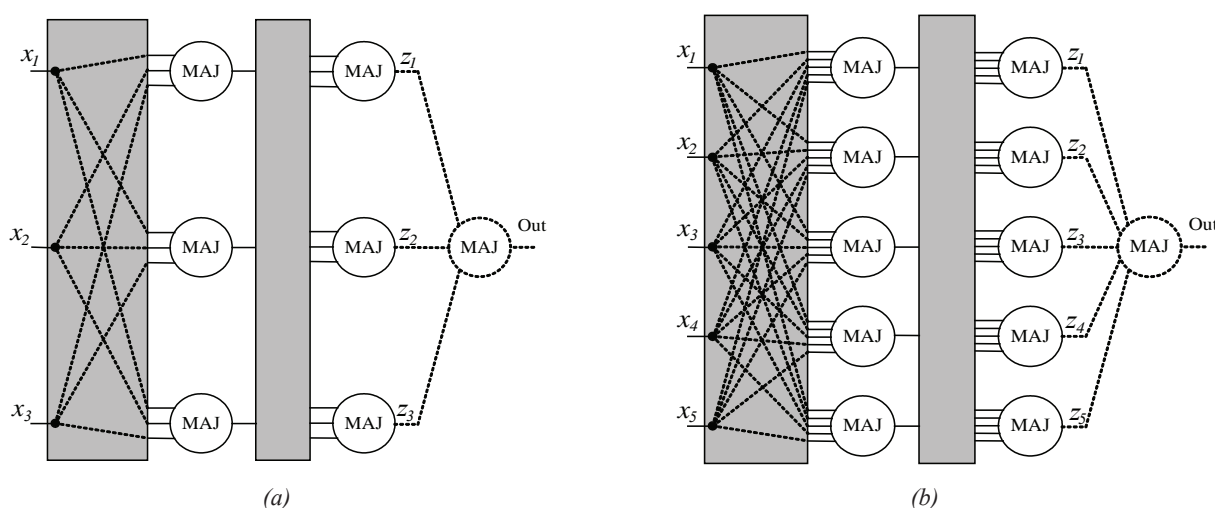 x1 MAJ MAJ z1
x2 MAJ MAJ z2 MAJ Out
x3 MAJ MAJ z3
(a)
x1 MAJ MAJ z1
x2 MAJ MAJ z2
x3 MAJ MAJ z3 MAJ Out
x4 MAJ MAJ z4
x5 MAJ MAJ z5
(b)